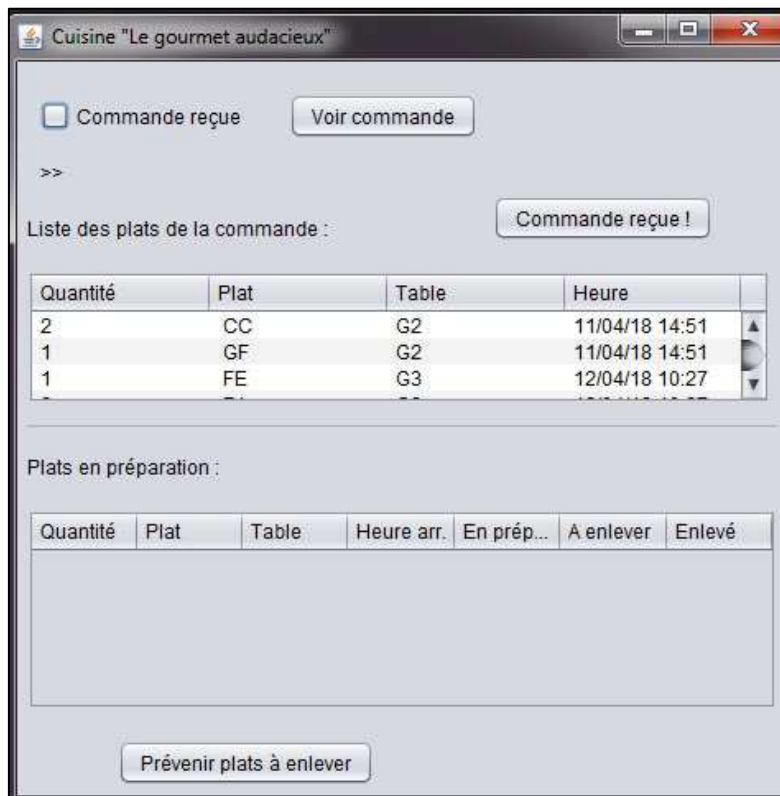 Cuisine "Le gourmet audacieux"
Commande reçue Voir commande
>>
Commande reçue !
Liste des plats de la commande :
Quantité Plat Table Heure
2 CC G2 11/04/18 14:51
1 GF G2 11/04/18 14:51
1 FE G3 12/04/18 10:27
Plats en préparation :
Quantité Plat Table Heure arr. En prép... A enlever Enlevé
Prévenir plats à enlever